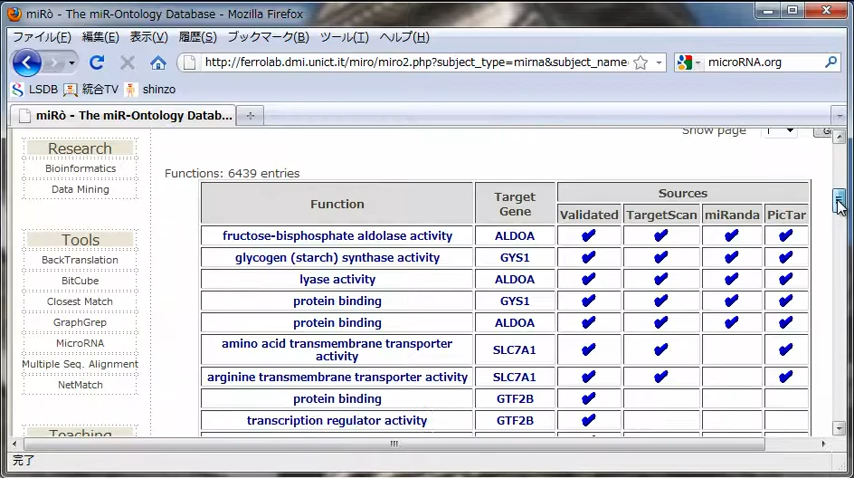 miRò - The miR-Ontology Database - Mozilla Firefox
ファイル(F) 編集(E) 表示(V) 履歴(S) ブックマーク(B) ツール(T) ヘルプ(H)
http://ferrolab.dmi.unict.it/miro/miro2.php?subject_type=mirna&subject_name microRNA.org
LSDB 統合TV shinzo
miRò - The miR-Ontology Datab...
Show page
Research
Bioinformatics
Data Mining
Tools
BackTranslation
BitCube
Closest Match
GraphGrep
MicroRNA
Multiple Seq. Alignment
NetMatch
Teaching
Functions: 6439 entries
Function Target Gene Sources
Validated TargetScan miRanda PicTar
fructose-bisphosphate aldolase activity ALDOA ✔ ✔ ✔ ✔
glycogen (starch) synthase activity GYS1 ✔ ✔ ✔ ✔
lyase activity ALDOA ✔ ✔ ✔ ✔
protein binding GYS1 ✔ ✔ ✔ ✔
protein binding ALDOA ✔ ✔ ✔ ✔
amino acid transmembrane transporter
activity SLC7A1 ✔ ✔ ✔
arginine transmembrane transporter activity SLC7A1 ✔ ✔ ✔
protein binding GTF2B ✔
transcription regulator activity GTF2B ✔
完了